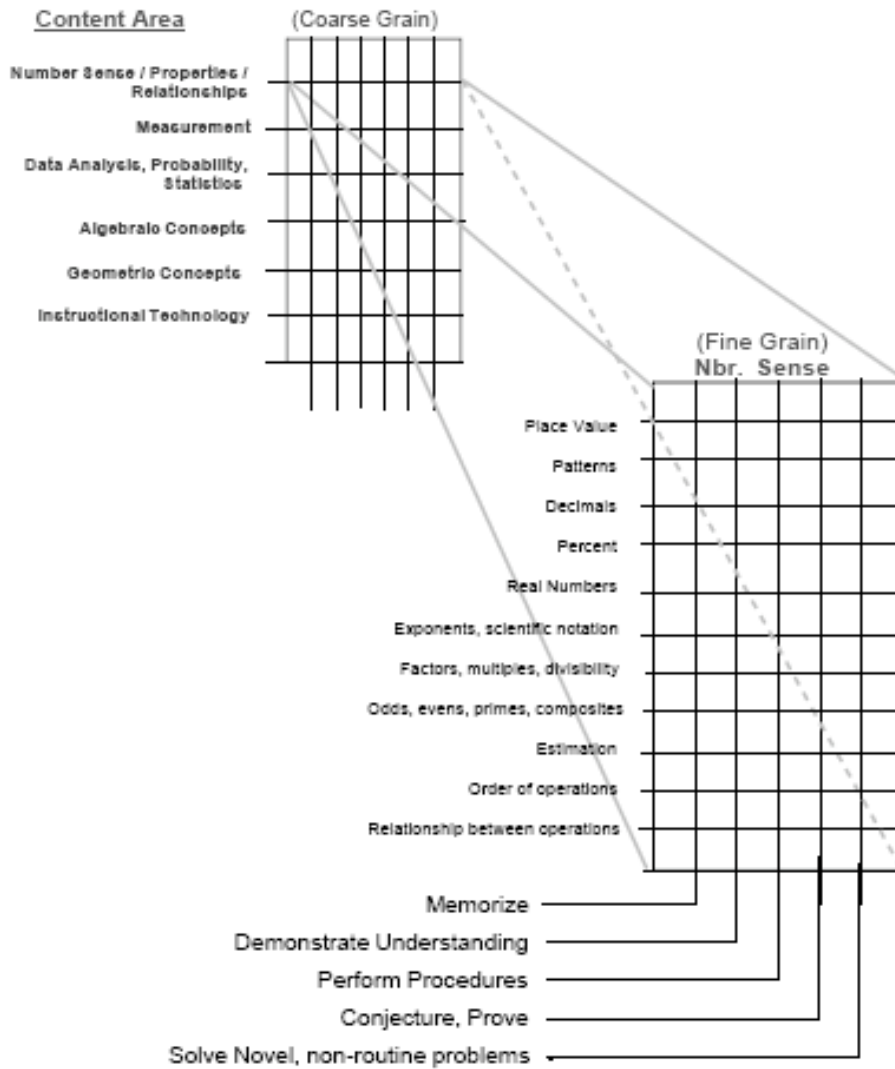 Content Area
(Coarse Grain)
Number Sense / Properties /
Relationships
Measurement
Data Analysis, Probability,
Statistics
Algebraic Concepts
Geometric Concepts
Instructional Technology
(Fine Grain)
Nbr. Sense
Place Value
Patterns
Decimals
Percent
Real Numbers
Exponents, scientific notation
Factors, multiples, divisibility
Odds, evens, primes, composites
Estimation
Order of operations
Relationship between operations
Memorize
Demonstrate Understanding
Perform Procedures
Conjecture, Prove
Solve Novel, non-routine problems